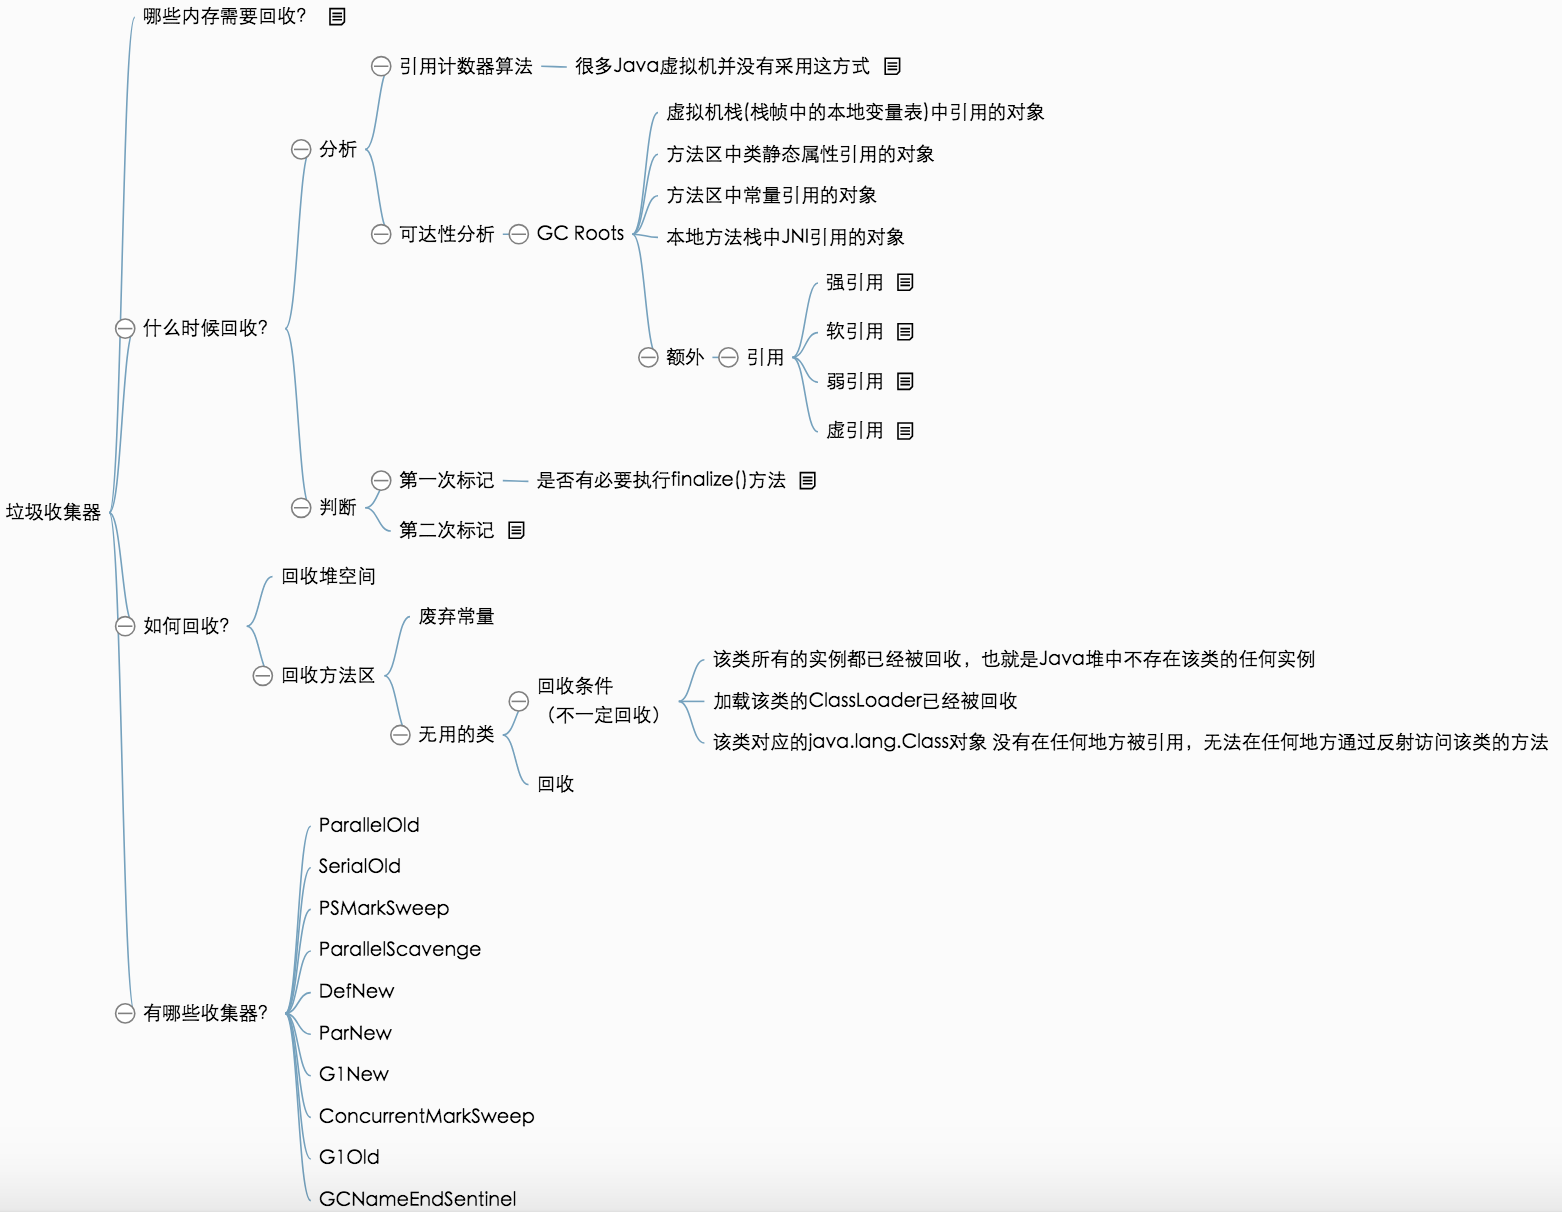 哪些内存需要回收？
引用计数器算法
很多Java虚拟机并没有采用这方式
虚拟机栈(栈帧中的本地变量表)中引用的对象
分析
方法区中类静态属性引用的对象
方法区中常量引用的对象
可达性分析
GC Roots
本地方法栈中JNI引用的对象
强引用
什么时候回收？
软引用
额外
引用
弱引用
虚引用
第一次标记
是否有必要执行finalize()方法
判断
垃圾收集器
第二次标记
回收堆空间
废弃常量
如何回收？
该类所有的实例都已经被回收，也就是Java堆中不存在该类的任何实例
回收方法区
回收条件
（不一定回收）
加载该类的ClassLoader已经被回收
无用的类
该类对应的java.lang.Class对象 没有在任何地方被引用，无法在任何地方通过反射访问该类的方法
回收
ParallelOld
SerialOld
PSMarkSweep
ParallelScavenge
DefNew
有哪些收集器？
ParNew
G1New
ConcurrentMarkSweep
G1Old
GCNameEndSentinel